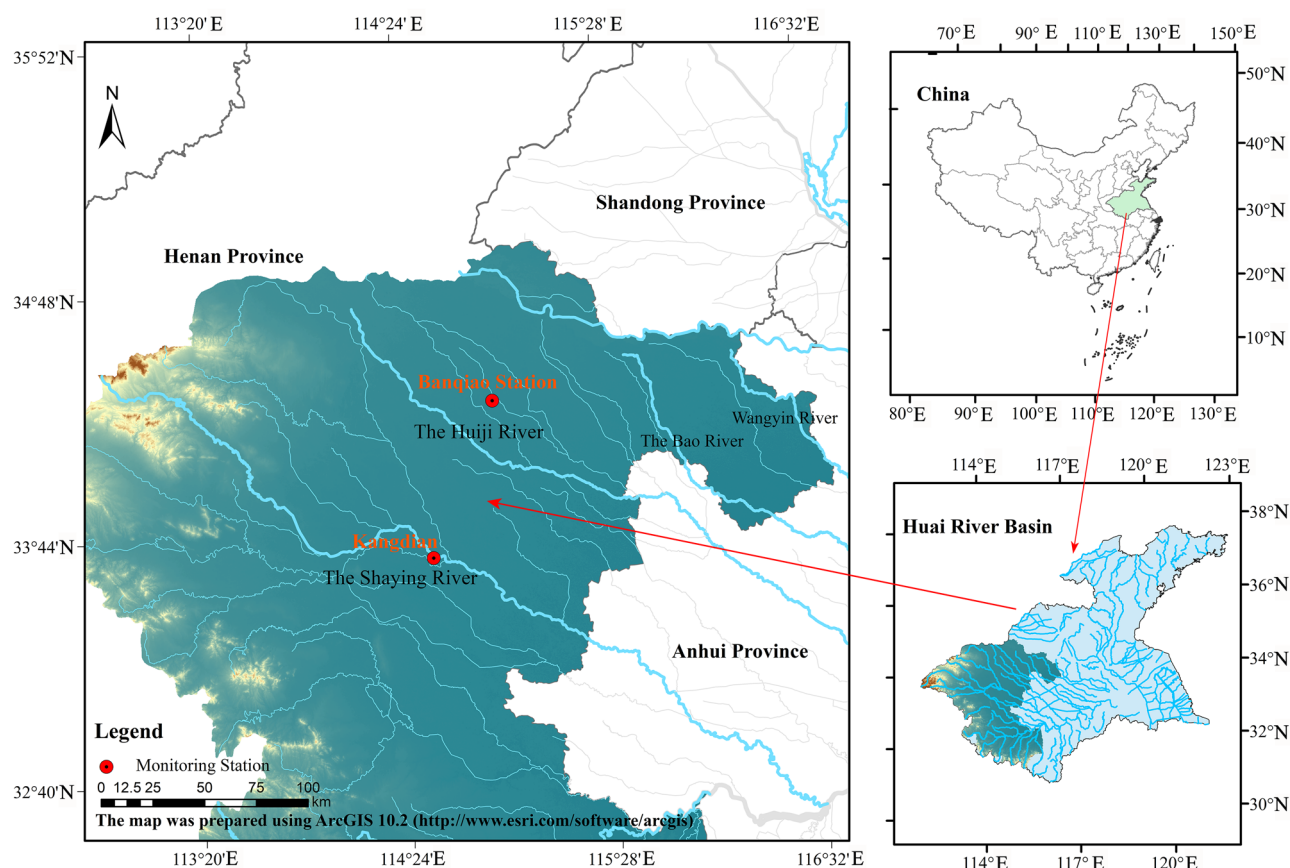 113°20' E 114°24' E 115°28' E 116°32' E
35°52'N
34°48'N
33°44'N
32°40'N
N
Shandong Province
Henan Province
Banqiao Station
The Huiji River
Wangyin River
The Bao River
Kangdian
The Shaying River
Anhui Province
Legend
Monitoring Station
0 12.5 25 50 75 100
km
The map was prepared using ArcGIS 10.2 (http://www.esri.com/software/arcgis)
113°20' E 114°24' E 115°28' E 116°32' E
70°E 80°E 90°E 100°E 110°E 130°E 150°E
China
50°N
40°N
30°N
20°N
10°N
80°E 90°E 100°E 110°E 120°E 130°E
114°E 117°E 120°E 123°E
Huai River Basin
38°N
36°N
34°N
33°N
32°N
30°N
114°E 117°E 120°E